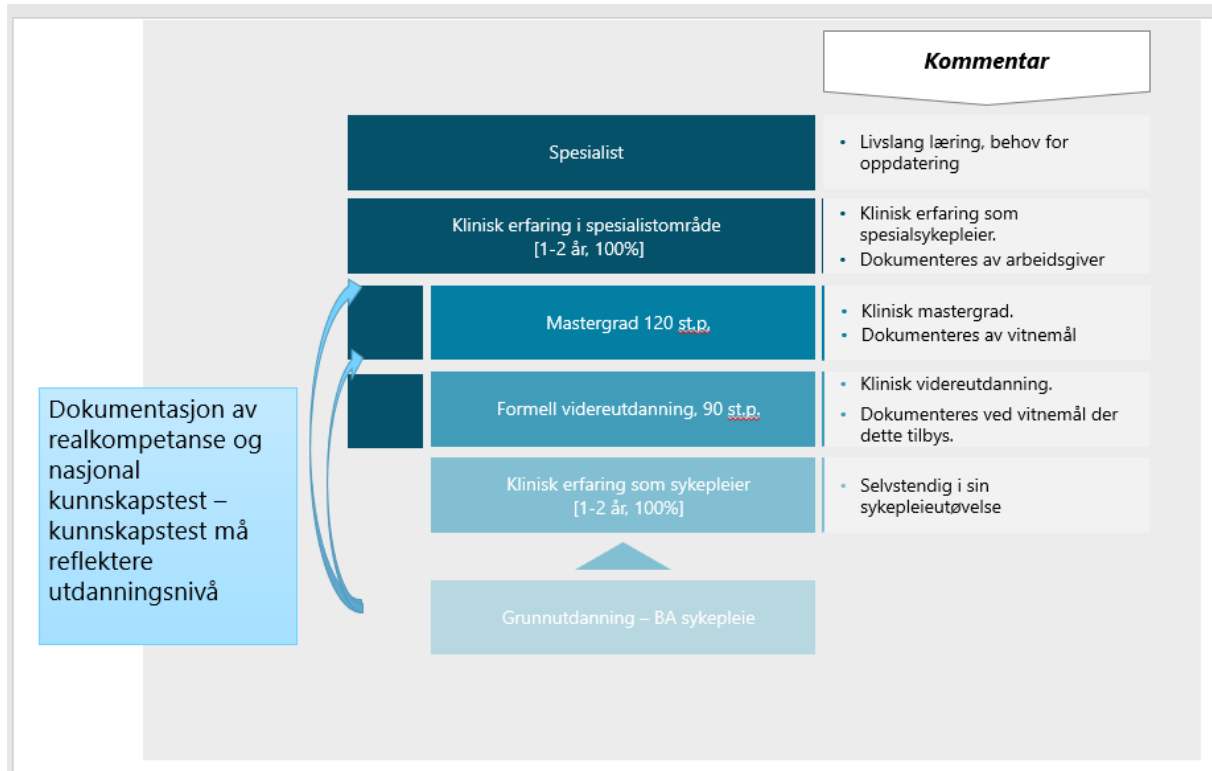 Kommentar
Spesialist
• Livslang læring, behov for
oppdatering
Klinisk erfaring i spesialistområde
[1-2 år, 100%]
• Klinisk erfaring som
spesialsykepleier.
• Dokumenteres av arbeidsgiver
Mastergrad 120 st.p.
• Klinisk mastergrad.
• Dokumenteres av vitnemål
Formell videreutdanning, 90 st.p.
• Klinisk videreutdanning.
• Dokumenteres ved vitnemål der
dette tilbys.
Klinisk erfaring som sykepleier
[1-2 år, 100%]
• Selvstendig i sin
sykepleieutøvelse
Grunnutdanning – BA sykepleie
Dokumentasjon av
realkompetanse og
nasjonal
kunnskapstest –
kunnskapstest må
reflektere
utdanningsnivå